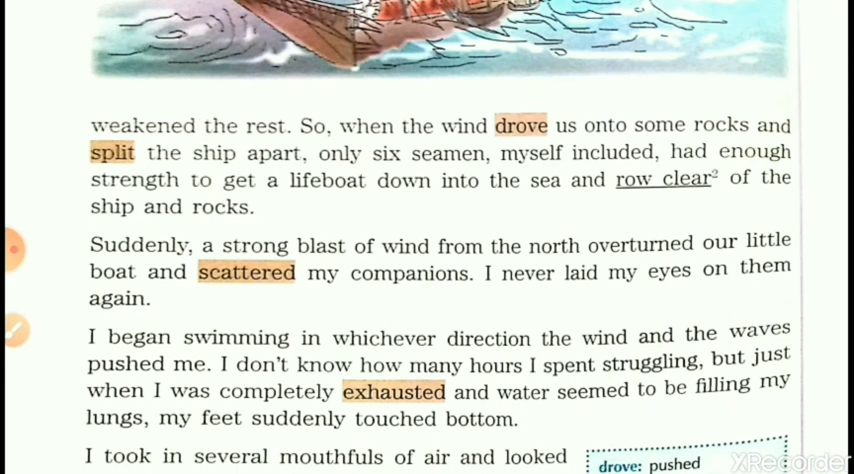 weakened the rest. So, when the wind drove us onto some rocks and
split the ship apart, only six seamen, myself included, had enough
strength to get a lifeboat down into the sea and row clear² of the
ship and rocks.
Suddenly, a strong blast of wind from the north overturned our little
boat and scattered my companions. I never laid my eyes on them
again.
I began swimming in whichever direction the wind and the waves
pushed me. I don't know how many hours I spent struggling, but just
when I was completely exhausted and water seemed to be filling my
lungs, my feet suddenly touched bottom.
I took in several mouthfuls of air and looked
drove: pushed
XRecorder